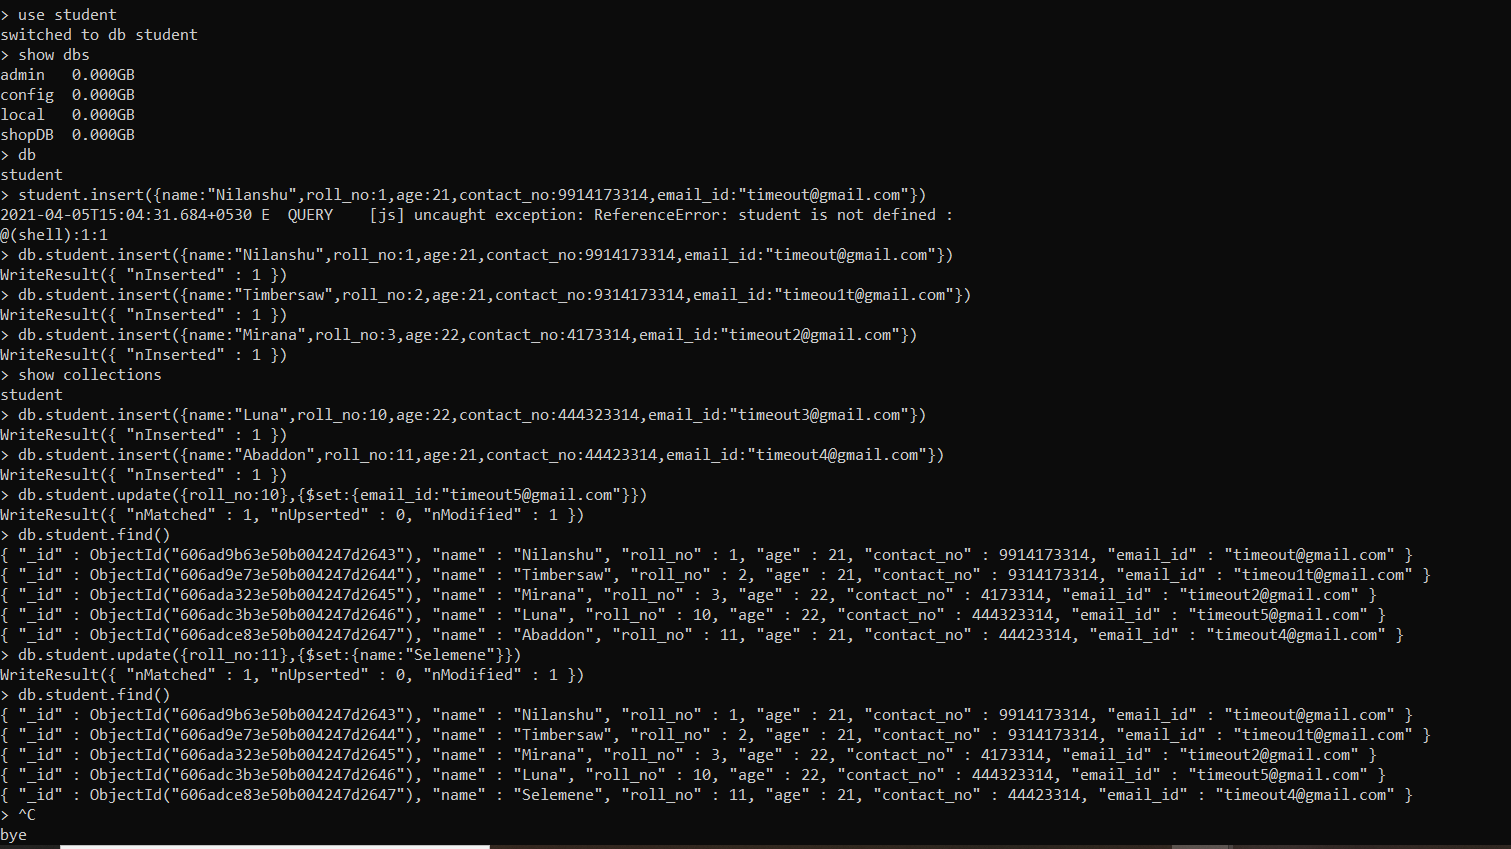 > use student
switched to db student
> show dbs
admin   0.000GB
config  0.000GB
local   0.000GB
shopDB  0.000GB
> db
student
> student.insert({name:"Nilanshu",roll_no:1,age:21,contact_no:9914173314,email_id:"timeout@gmail.com"})
2021-04-05T15:04:31.684+0530 E  QUERY    [js] uncaught exception: ReferenceError: student is not defined :
@(shell):1:1
> db.student.insert({name:"Nilanshu",roll_no:1,age:21,contact_no:9914173314,email_id:"timeout@gmail.com"})
WriteResult({ "nInserted" : 1 })
> db.student.insert({name:"Timbersaw",roll_no:2,age:21,contact_no:9314173314,email_id:"timeou1t@gmail.com"})
WriteResult({ "nInserted" : 1 })
> db.student.insert({name:"Mirana",roll_no:3,age:22,contact_no:4173314,email_id:"timeout2@gmail.com"})
WriteResult({ "nInserted" : 1 })
> show collections
student
> db.student.insert({name:"Luna",roll_no:10,age:22,contact_no:444323314,email_id:"timeout3@gmail.com"})
WriteResult({ "nInserted" : 1 })
> db.student.insert({name:"Abaddon",roll_no:11,age:21,contact_no:44423314,email_id:"timeout4@gmail.com"})
WriteResult({ "nInserted" : 1 })
> db.student.update({roll_no:10},{$set:{email_id:"timeout5@gmail.com"}})
WriteResult({ "nMatched" : 1, "nUpserted" : 0, "nModified" : 1 })
> db.student.find()
{ "_id" : ObjectId("606ad9b63e50b004247d2643"), "name" : "Nilanshu", "roll_no" : 1, "age" : 21, "contact_no" : 9914173314, "email_id" : "timeout@gmail.com" }
{ "_id" : ObjectId("606ad9e73e50b004247d2644"), "name" : "Timbersaw", "roll_no" : 2, "age" : 21, "contact_no" : 9314173314, "email_id" : "timeou1t@gmail.com" }
{ "_id" : ObjectId("606ada323e50b004247d2645"), "name" : "Mirana", "roll_no" : 3, "age" : 22, "contact_no" : 4173314, "email_id" : "timeout2@gmail.com" }
{ "_id" : ObjectId("606adc3b3e50b004247d2646"), "name" : "Luna", "roll_no" : 10, "age" : 22, "contact_no" : 444323314, "email_id" : "timeout5@gmail.com" }
{ "_id" : ObjectId("606adce83e50b004247d2647"), "name" : "Abaddon", "roll_no" : 11, "age" : 21, "contact_no" : 44423314, "email_id" : "timeout4@gmail.com" }
> db.student.update({roll_no:11},{$set:{name:"Selemene"}})
WriteResult({ "nMatched" : 1, "nUpserted" : 0, "nModified" : 1 })
> db.student.find()
{ "_id" : ObjectId("606ad9b63e50b004247d2643"), "name" : "Nilanshu", "roll_no" : 1, "age" : 21, "contact_no" : 9914173314, "email_id" : "timeout@gmail.com" }
{ "_id" : ObjectId("606ad9e73e50b004247d2644"), "name" : "Timbersaw", "roll_no" : 2, "age" : 21, "contact_no" : 9314173314, "email_id" : "timeou1t@gmail.com" }
{ "_id" : ObjectId("606ada323e50b004247d2645"), "name" : "Mirana", "roll_no" : 3, "age" : 22, "contact_no" : 4173314, "email_id" : "timeout2@gmail.com" }
{ "_id" : ObjectId("606adc3b3e50b004247d2646"), "name" : "Luna", "roll_no" : 10, "age" : 22, "contact_no" : 444323314, "email_id" : "timeout5@gmail.com" }
{ "_id" : ObjectId("606adce83e50b004247d2647"), "name" : "Selemene", "roll_no" : 11, "age" : 21, "contact_no" : 44423314, "email_id" : "timeout4@gmail.com" }
> ^C
bye